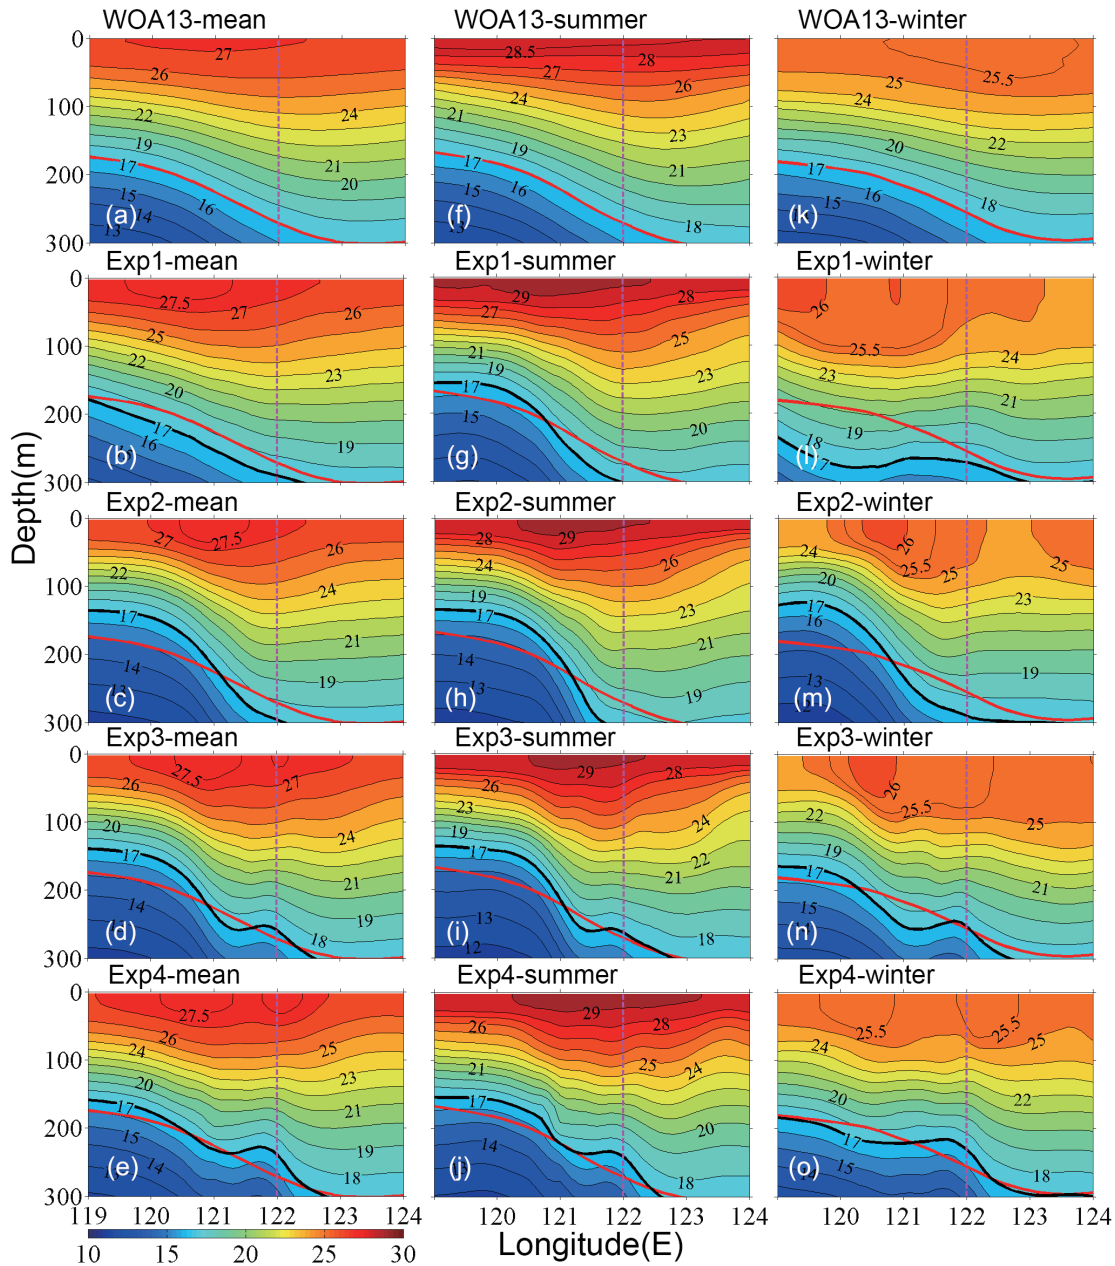 WOA13-mean WOA13-summer WOA13-winter
0 27 28.5 28 25.5
26 27 26 25
100 24 24
22 24 21 23 20 22
19 19
200 17 21 17 21 17
15 16 20 15 16 16 18
14 18
300 13 (a) 13 (f) (k)
Exp1-mean Exp1-summer Exp1-winter
0 27.5 27 26 29 28 26
25 27 25 25.5
100 22 23 21 23 24
20 19 23 21
200 17 17 19
16 19 15 20 18
300 (b) (g) 17 (l)
Exp2-mean Exp2-summer Exp2-winter
0 27 27.5 26 28 29 26 24 26 25.5 25 25
100 22 24 24 23 20 23
17 19 17
21 17 21 16
200 14 19 14 19 19
13 13 13
300 (c) (h) (m)
Exp3-mean Exp3-summer Exp3-winter
0 27.5 27 29 28 26
26 26 25.5
100 20 24 23 24 22 25
17 19 22 19
21 17 21 17 21
200 14 19 13 15
18 18
300 (d) 12 (i) (n)
Exp4-mean Exp4-summer Exp4-winter
0 27.5 29 28 25.5 25.5
26 25 26 25
100 24 23 25 24 24
20 21 21 20 22
17 17
200 15 19 20 17
14 18 14 18 15 18
300 (e) (j) (o)
119 120 121 122 123 124 120 121 122 123 124 120 121 122 123 124
10 15 20 25 30
Depth(m)
Longitude(E)